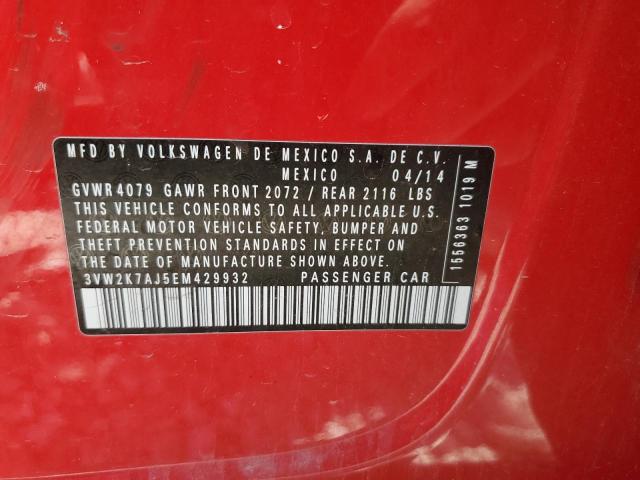 MFD BY VOLKSWAGEN DE MEXICO S.A. DE C.V.
MEXICO 04/14
GVWR4079 GAWR FRONT 2072 / REAR 2116 LBS
THIS VEHICLE CONFORMS TO ALL APPLICABLE U.S.
FEDERAL MOTOR VEHICLE SAFETY, BUMPER AND
THEFT PREVENTION STANDARDS IN EFFECT ON
THE DATE OF MANUFACTURE SHOWN ABOVE.
3VW2K7AJ5EM429932 PASSENGER CAR
1556363 1019 M